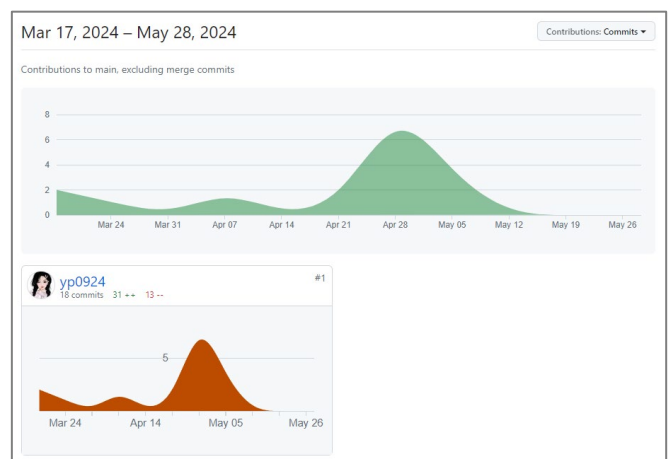 Mar 17, 2024 – May 28, 2024
Contributions: Commits
Contributions to main, excluding merge commits
8
6
4
2
0
Mar 24 Mar 31 Apr 07 Apr 14 Apr 21 Apr 28 May 05 May 12 May 19 May 26
yp0924
#1
18 commits 31 ++ 13 --
5
Mar 24 Apr 14 May 05 May 26